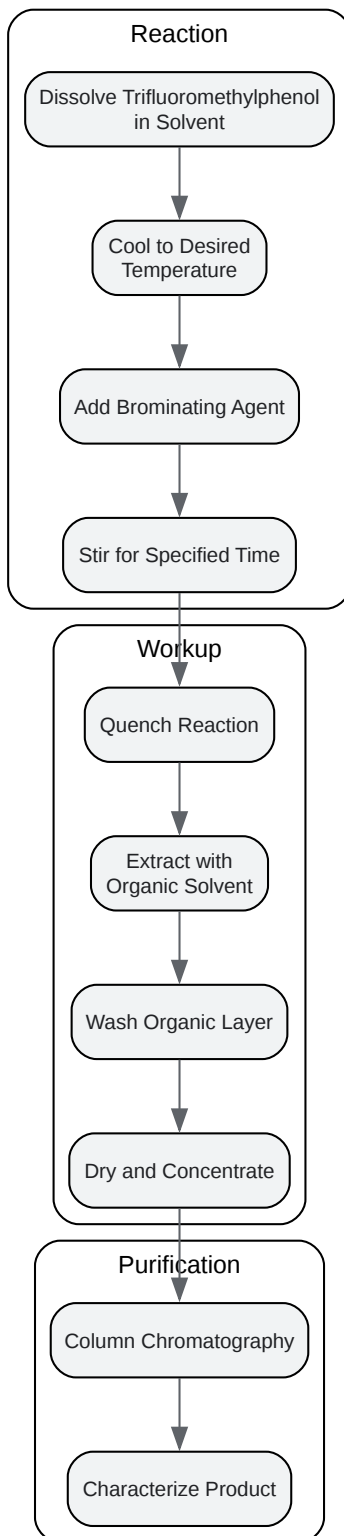 Reaction
Dissolve Trifluoromethylphenol
in Solvent
Cool to Desired
Temperature
Add Brominating Agent
Stir for Specified Time
Workup
Quench Reaction
Extract with
Organic Solvent
Wash Organic Layer
Dry and Concentrate
Purification
Column Chromatography
Characterize Product